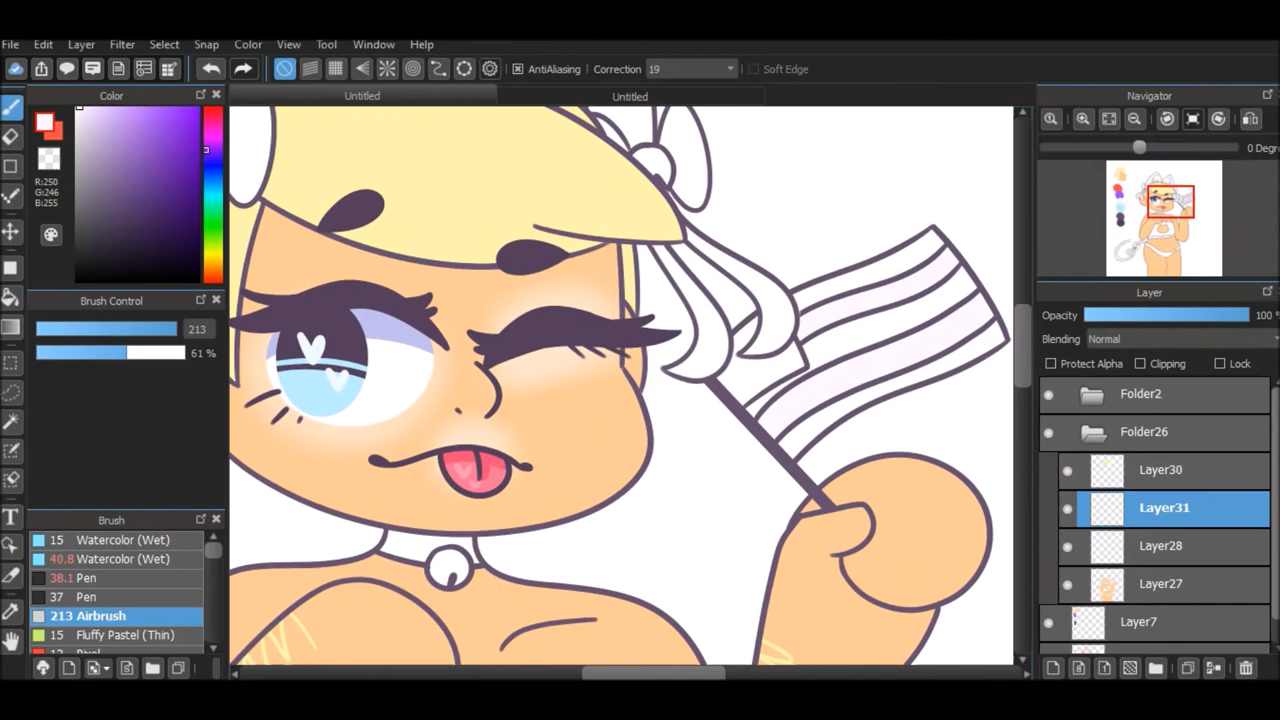 File Edit Layer Filter Select Snap Color View Tool Window Help
AntiAliasing Correction 19 Soft Edge
Color
Untitled
Untitled
Navigator
0 Degre
R:250
G:246
B:255
Brush Control
213
61 %
Layer
Opacity 100 %
Blending Normal
Protect Alpha Clipping Lock
Folder2
Folder26
Layer30
Layer31
Layer28
Layer27
Layer7
Brush
15 Watercolor (Wet)
40.8 Watercolor (Wet)
38.1 Pen
37 Pen
213 Airbrush
15 Fluffy Pastel (Thin)